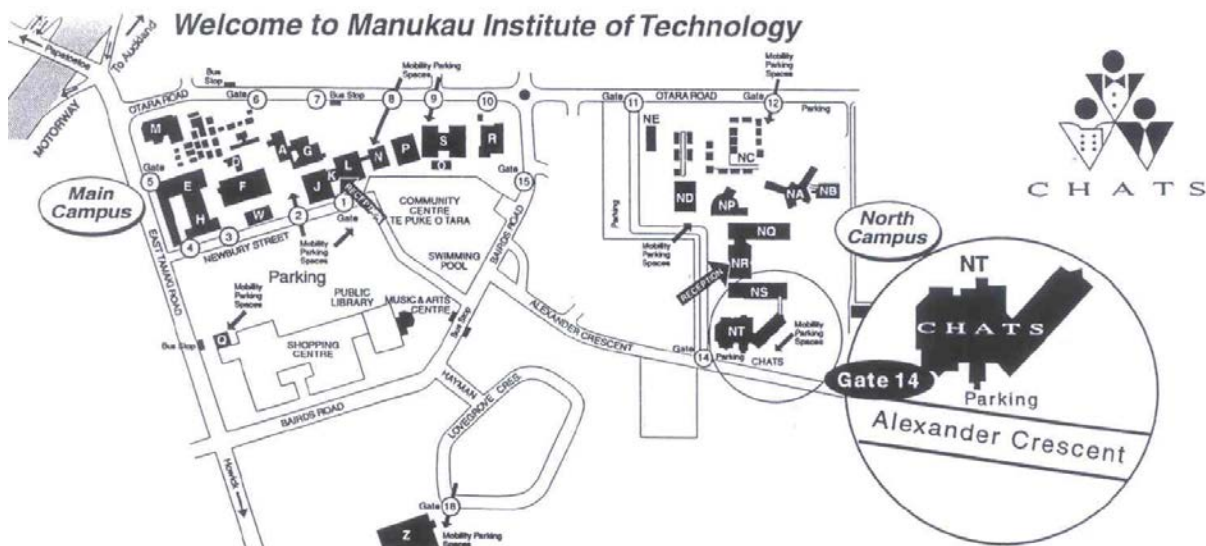 Welcome to Manukau Institute of Technology
Papatoetoe
To Auckland
MOTORWAY
OTARA ROAD
Bus
Stop
Gate
6
7
Bus Stop
8
Mobility Parking
Spaces
9
10
Gate
11
OTARA ROAD
Gate
12
Mobility Parking
Spaces
Parking
CHATS
M
A
G
D
L
K
N
P
S
O
R
NE
NC
Gate
5
E
F
J
H
W
Main
Campus
RECEPTION
1
Gate
2
3
4
NEWBURY STREET
Mobility
Parking
Spaces
COMMUNITY
CENTRE
TE PUKE O TARA
15
BAIRDS ROAD
SWIMMING
POOL
Parking
EAST TAMAKI ROAD
Mobility
Parking
Spaces
PUBLIC
LIBRARY
MUSIC & ARTS
CENTRE
Bus Stop
Bus Stop
Q
SHOPPING
CENTRE
BAIRDS ROAD
HAYMAN
LOVEGROVE CRES.
Howick
Gate
18
Z
Mobility Parking
Spaces
ND
NP
NA
NB
NQ
NR
NS
NT
Parking
Mobility
Parking
Spaces
RECEPTION
North
Campus
ALEXANDER CRESCENT
Gate
14
Parking
CHATS
Mobility
Parking
Spaces
NT
CHATS
Gate 14
Parking
Alexander Crescent